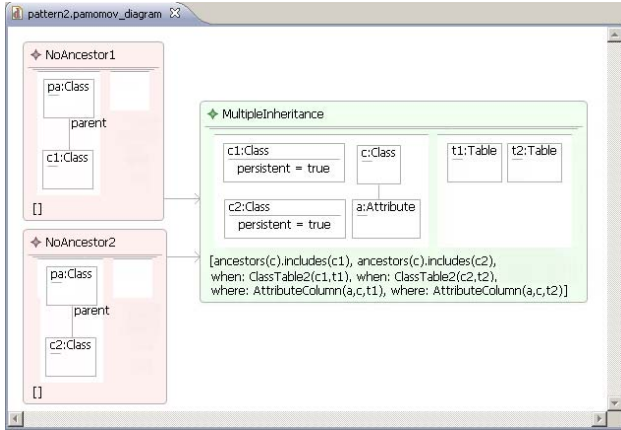 pattern2.pamomov_diagram
NoAncestor1
pa:Class
parent
c1:Class
[]
NoAncestor2
pa:Class
parent
c2:Class
[]
MultipleInheritance
c1:Class
persistent = true
c:Class
c2:Class
persistent = true
a:Attribute
t1:Table
t2:Table
[ancestors(c).includes(c1), ancestors(c).includes(c2),
when: ClassTable2(c1,t1), when: ClassTable2(c2,t2),
where: AttributeColumn(a,c,t1), where: AttributeColumn(a,c,t2)]